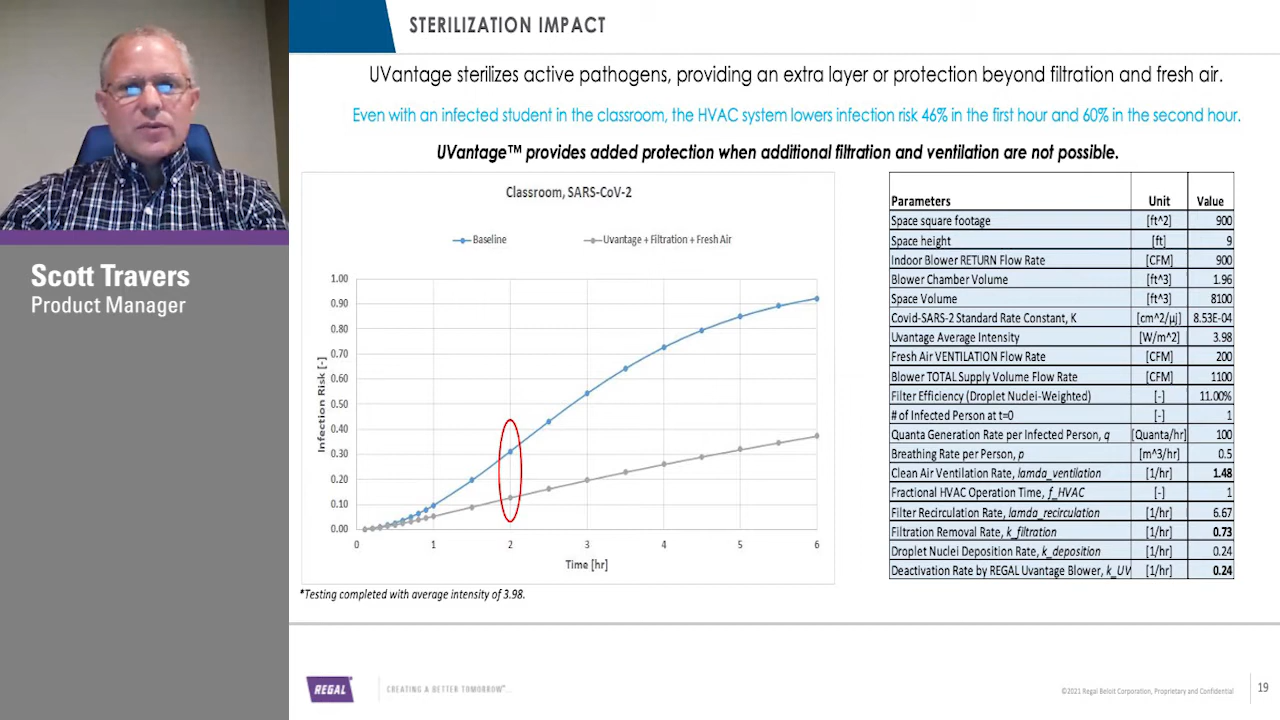 STERILIZATION IMPACT
UVantage sterilizes active pathogens, providing an extra layer or protection beyond filtration and fresh air.
Even with an infected student in the classroom, the HVAC system lowers infection risk 46% in the first hour and 60% in the second hour.
UVantage™ provides added protection when additional filtration and ventilation are not possible.
Scott Travers
Product Manager
Classroom, SARS-CoV-2
Baseline
Uvantage + Filtration + Fresh Air
Infection Risk [-]
1.00
0.90
0.80
0.70
0.60
0.50
0.40
0.30
0.20
0.10
0.00
0 1 2 3 4 5 6
Time [hr]
*Testing completed with average intensity of 3.98.
Parameters Unit Value
Space square footage [ft^2] 900
Space height [ft] 9
Indoor Blower RETURN Flow Rate [CFM] 900
Blower Chamber Volume [ft^3] 1.96
Space Volume [ft^3] 8100
Covid-SARS-2 Standard Rate Constant, K [cm^2/µj] 8.53E-04
Uvantage Average Intensity [W/m^2] 3.98
Fresh Air VENTILATION Flow Rate [CFM] 200
Blower TOTAL Supply Volume Flow Rate [CFM] 1100
Filter Efficiency (Droplet Nuclei-Weighted) [-] 11.00%
# of Infected Person at t=0 [-] 1
Quanta Generation Rate per Infected Person, q [Quanta/hr] 100
Breathing Rate per Person, p [m^3/hr] 0.5
Clean Air Ventilation Rate, lamda_ventilation [1/hr] 1.48
Fractional HVAC Operation Time, f_HVAC [-] 1
Filter Recirculation Rate, lamda_recirculation [1/hr] 6.67
Filtration Removal Rate, k_filtration [1/hr] 0.73
Droplet Nuclei Deposition Rate, k_deposition [1/hr] 0.24
Deactivation Rate by REGAL Uvantage Blower, k_UV [1/hr] 0.24
REGAL
CREATING A BETTER TOMORROW™...
©2021 Regal Beloit Corporation, Proprietary and Confidential
19